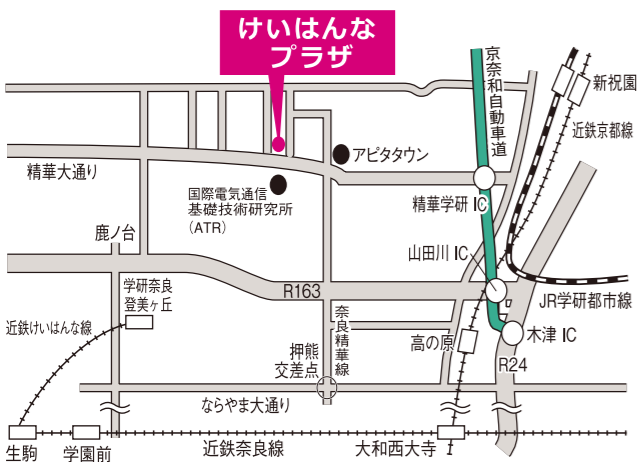 けいはんな
プラザ
京奈和自動車道
新祝園
近鉄京都線
アピタタウン
精華大通り
国際電気通信
基礎技術研究所
(ATR)
精華学研 IC
鹿ノ台
山田川 IC
学研奈良
登美ヶ丘
R163
JR学研都市線
近鉄けいはんな線
奈良精華線
押熊
交差点
高の原
木津 IC
R24
ならやま大通り
生駒
学園前
近鉄奈良線
大和西大寺